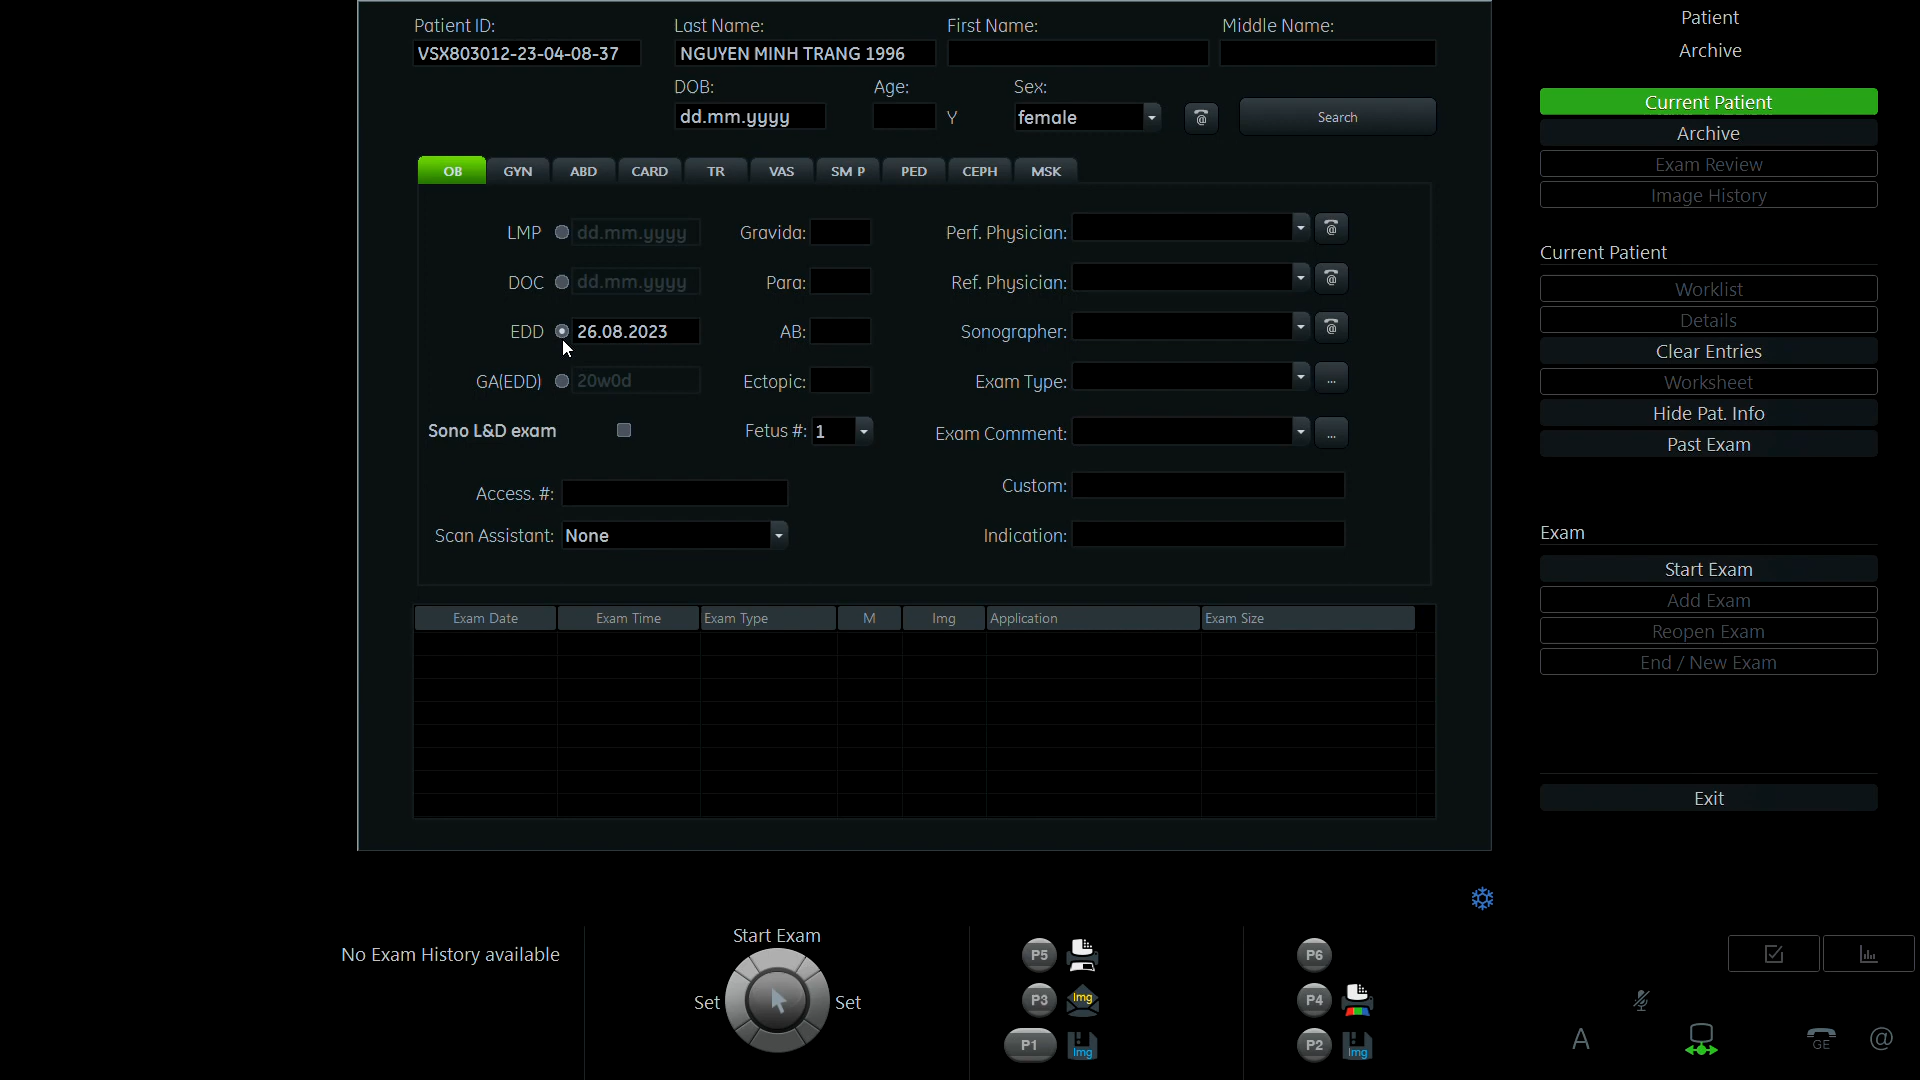 Patient ID: Last Name: First Name: Middle Name:
VSX803012-23-04-08-37 NGUYEN MINH TRANG 1996
DOB: Age: Sex:
dd.mm.yyyy Y female @ Search
OB GYN ABD CARD TR VAS SM P PED CEPH MSK
LMP dd.mm.yyyy Gravida: Perf. Physician: @
DOC dd.mm.yyyy Para: Ref. Physician: @
EDD 26.08.2023 AB: Sonographer: @
GA(EDD) 20w0d Ectopic: Exam Type: ...
Sono L&D exam Fetus #: 1 Exam Comment: ...
Access. #: Custom:
Scan Assistant: None Indication:
Exam Date Exam Time Exam Type M Img Application Exam Size
Patient
Archive
Current Patient
Archive
Exam Review
Image History
Current Patient
Worklist
Details
Clear Entries
Worksheet
Hide Pat. Info
Past Exam
Exam
Start Exam
Add Exam
Reopen Exam
End / New Exam
Exit
No Exam History available
Start Exam
Set Set
P5
P3 Img
P1 Img
P6
P4
P2 Img
A GE @